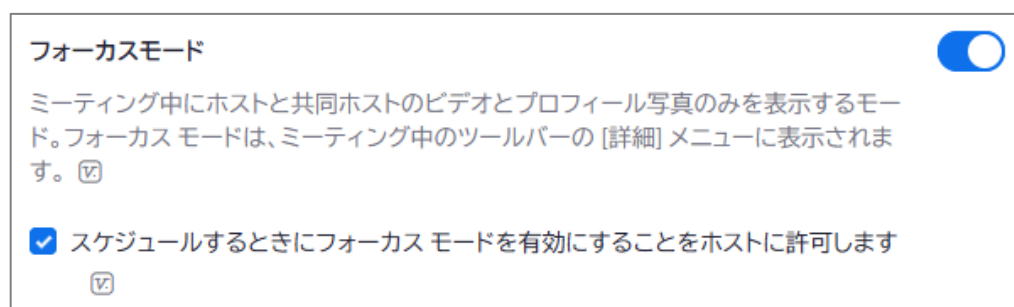 フォーカスモード
ミーティング中にホストと共同ホストのビデオとプロフィール写真のみを表示するモー
ド。フォーカス モードは、ミーティング中のツールバーの [詳細] メニューに表示されま
す。 V:
スケジュールするときにフォーカス モードを有効にすることをホストに許可します
V: